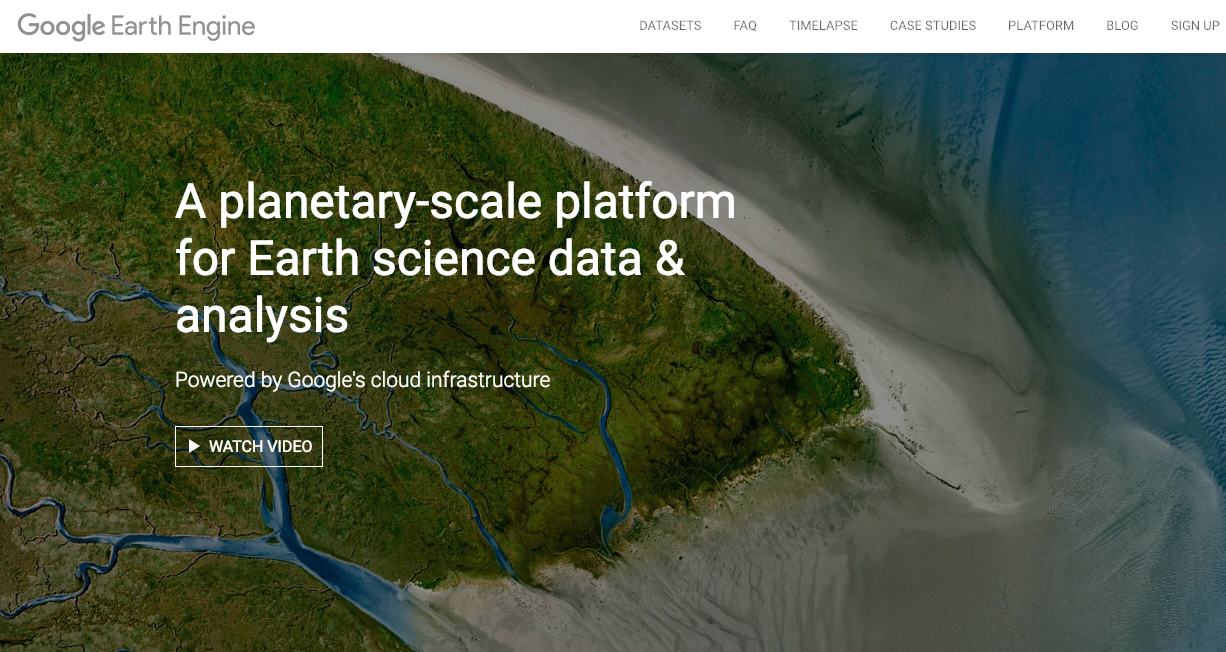 Google Earth Engine
DATASETS FAQ TIMELAPSE CASE STUDIES PLATFORM BLOG SIGN UP
A planetary-scale platform
for Earth science data &
analysis
Powered by Google's cloud infrastructure
WATCH VIDEO